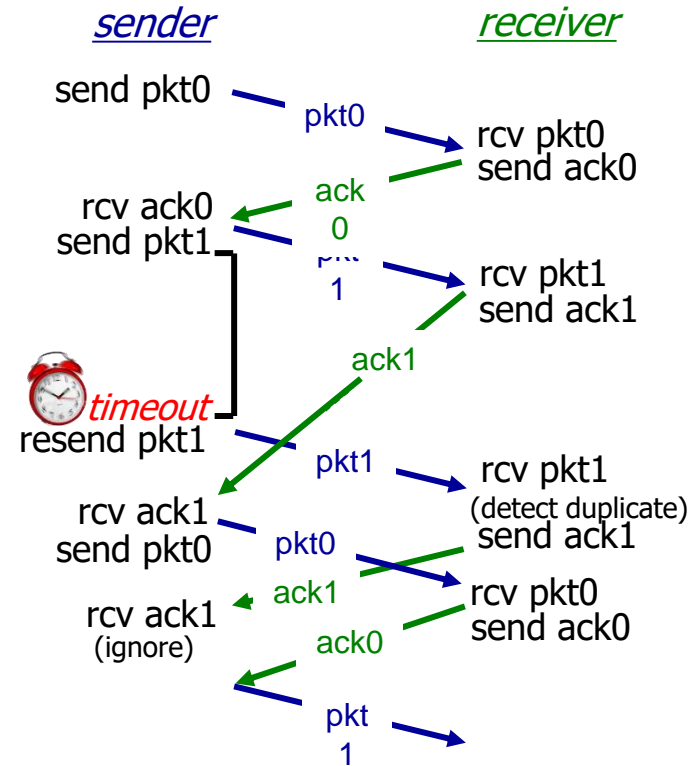 sender
receiver
send pkt0
pkt0
rcv pkt0
send ack0
ack
0
rcv ack0
send pkt1
pkt
1
rcv pkt1
send ack1
ack1
timeout
resend pkt1
pkt1
rcv pkt1
(detect duplicate)
send ack1
rcv ack1
send pkt0
pkt0
ack1
rcv pkt0
send ack0
rcv ack1
(ignore)
ack0
pkt
1